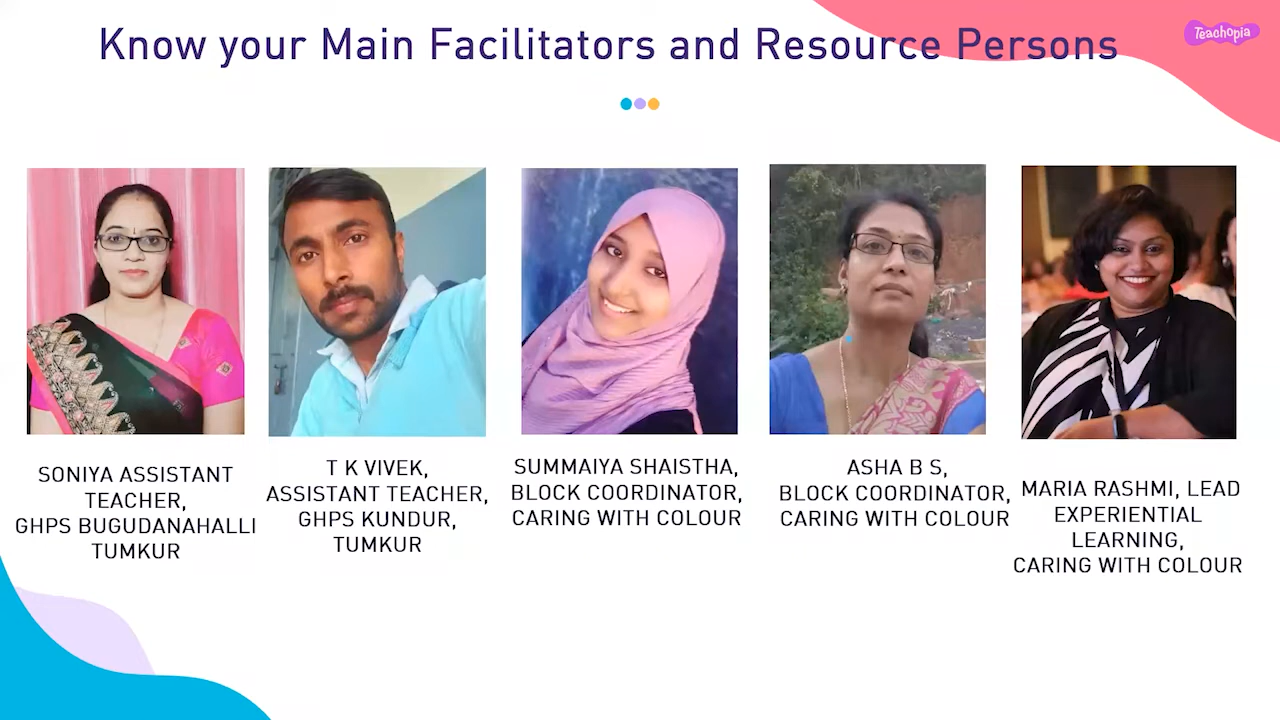 Know your Main Facilitators and Resource Persons
Teachopia
SONIYA ASSISTANT
TEACHER,
GHPS BUGUDANAHALLI
TUMKUR
T K VIVEK,
ASSISTANT TEACHER,
GHPS KUNDUR,
TUMKUR
SUMMAIYA SHAISTHA,
BLOCK COORDINATOR,
CARING WITH COLOUR
ASHA B S,
BLOCK COORDINATOR,
CARING WITH COLOUR
MARIA RASHMI, LEAD
EXPERIENTIAL
LEARNING,
CARING WITH COLOUR